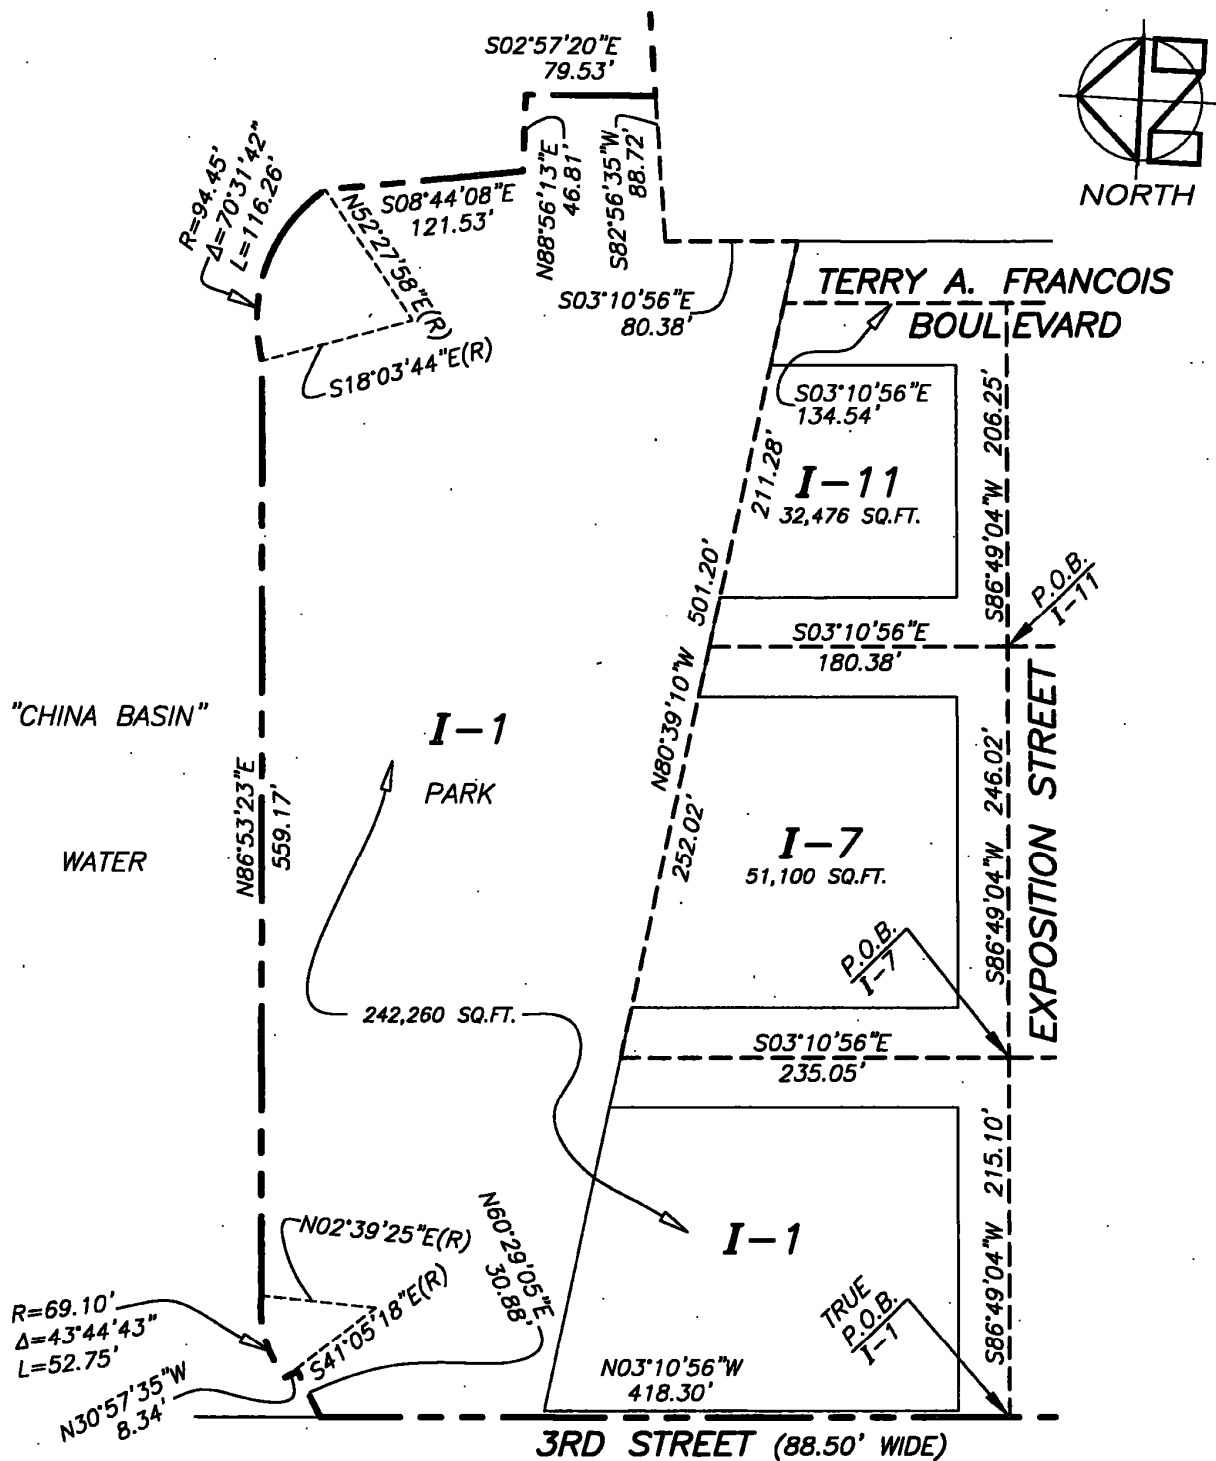 S02°57'20"E
79.53'
NORTH
R=94.45'
Δ=70°31'42"
L=116.26'
S08°44'08"E
121.53'
N88°56'13"E
46.81'
S82°56'35"W
88.72'
N52°27'58"E(R)
S18°03'44"E(R)
S03°10'56"E
80.38'
TERRY A. FRANCOIS
BOULEVARD
S03°10'56"E
134.54'
211.28'
I-11
32,476 SQ.FT.
S86°49'04"W 206.25'
P.O.B.
I-11
N80°39'10"W 501.20'
S03°10'56"E
180.38'
"CHINA BASIN"
WATER
I-1
PARK
N86°53'23"E
559.17'
252.02'
I-7
51,100 SQ.FT.
S86°49'04"W 246.02'
EXPOSITION STREET
P.O.B.
I-7
242,260 SQ.FT.
S03°10'56"E
235.05'
S86°49'04"W 215.10'
I-1
TRUE
P.O.B.
I-1
N02°39'25"E(R)
S41°05'18"E(R)
N60°29'05"E
30.88'
R=69.10'
Δ=43°44'43"
L=52.75'
N30°57'35"W
8.34'
N03°10'56"W
418.30'
3RD STREET (88.50' WIDE)